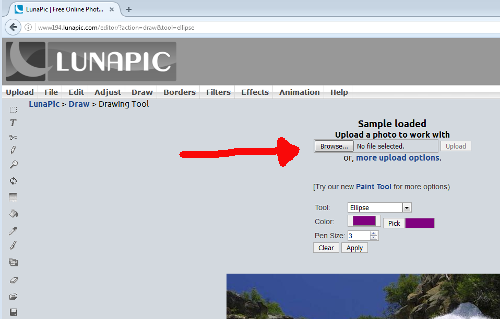 LunaPic | Free Online Phot...
www194.lunapic.com/editor/?action=draw&tool=ellipse
LUNAPIC
Upload File Edit Adjust Draw Borders Filters Effects Animation Help
LunaPic > Draw > Drawing Tool
Sample loaded
Upload a photo to work with
Browse... No file selected. Upload
or, more upload options.
(Try our new Paint Tool for more options)
Tool: Ellipse
Color: Pick
Pen Size: 3
Clear Apply